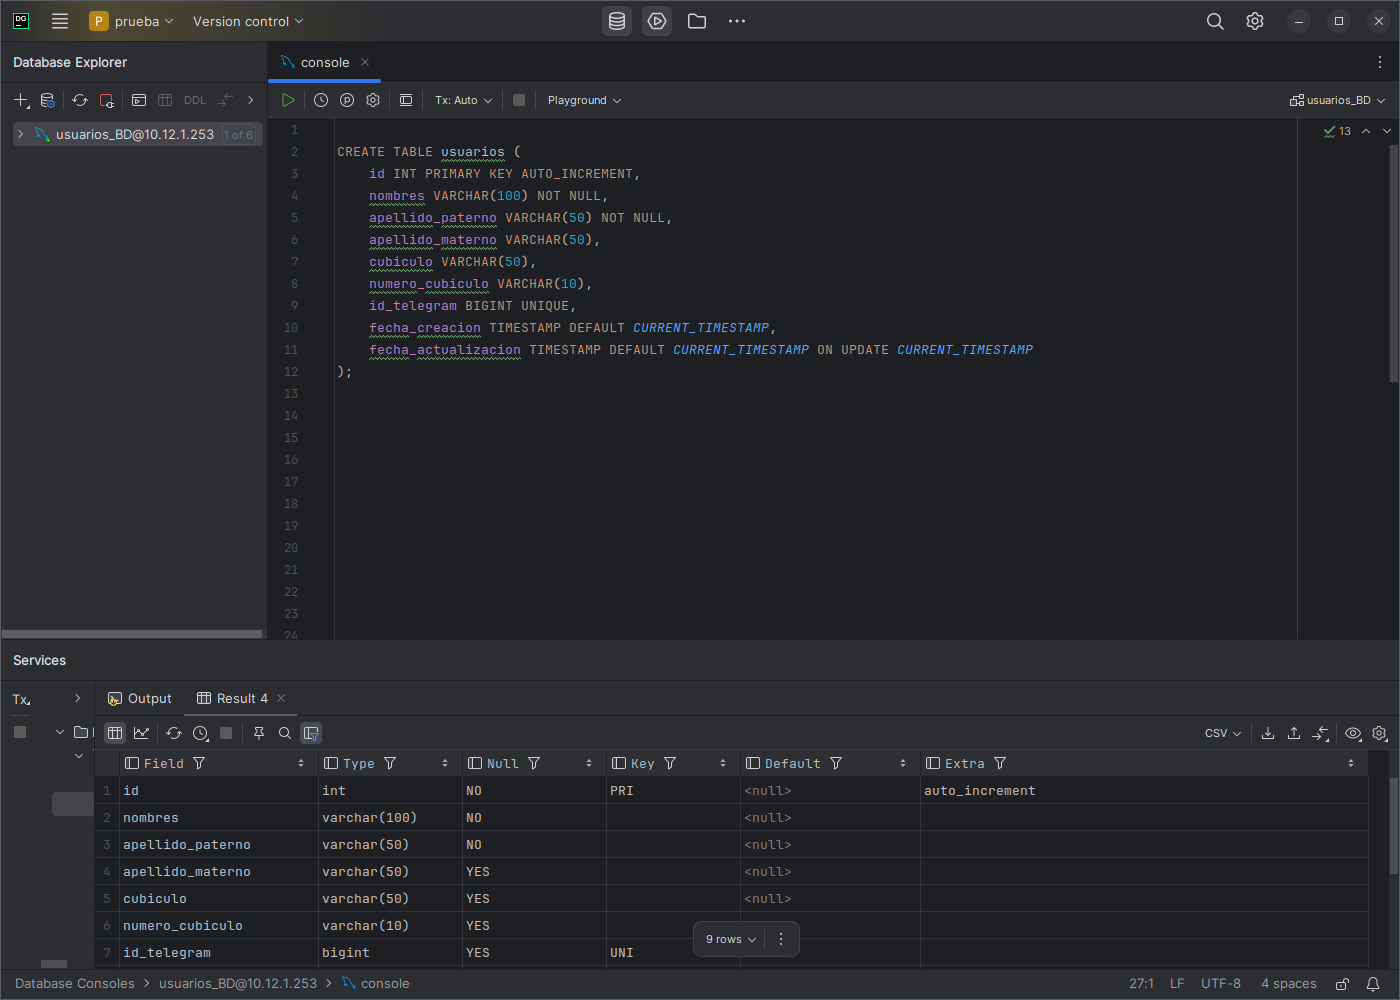 DG P prueba Version control
Database Explorer
console
DDL
Tx: Auto Playground usuarios_BD
usuarios_BD@10.12.1.253 1 of 6
13
1
2 CREATE TABLE usuarios (
3 id INT PRIMARY KEY AUTO_INCREMENT,
4 nombres VARCHAR(100) NOT NULL,
5 apellido_paterno VARCHAR(50) NOT NULL,
6 apellido_materno VARCHAR(50),
7 cubiculo VARCHAR(50),
8 numero_cubiculo VARCHAR(10),
9 id_telegram BIGINT UNIQUE,
10 fecha_creacion TIMESTAMP DEFAULT CURRENT_TIMESTAMP,
11 fecha_actualizacion TIMESTAMP DEFAULT CURRENT_TIMESTAMP ON UPDATE CURRENT_TIMESTAMP
12 );
13
14
15
16
17
18
19
20
21
22
23
24
Services
Tx
Output Result 4
CSV
Field Type Null Key Default Extra
1 id int NO PRI <null> auto_increment
2 nombres varchar(100) NO <null>
3 apellido_paterno varchar(50) NO <null>
4 apellido_materno varchar(50) YES <null>
5 cubiculo varchar(50) YES <null>
6 numero_cubiculo varchar(10) YES
7 id_telegram bigint YES UNI
9 rows
Database Consoles > usuarios_BD@10.12.1.253 > console
27:1 LF UTF-8 4 spaces